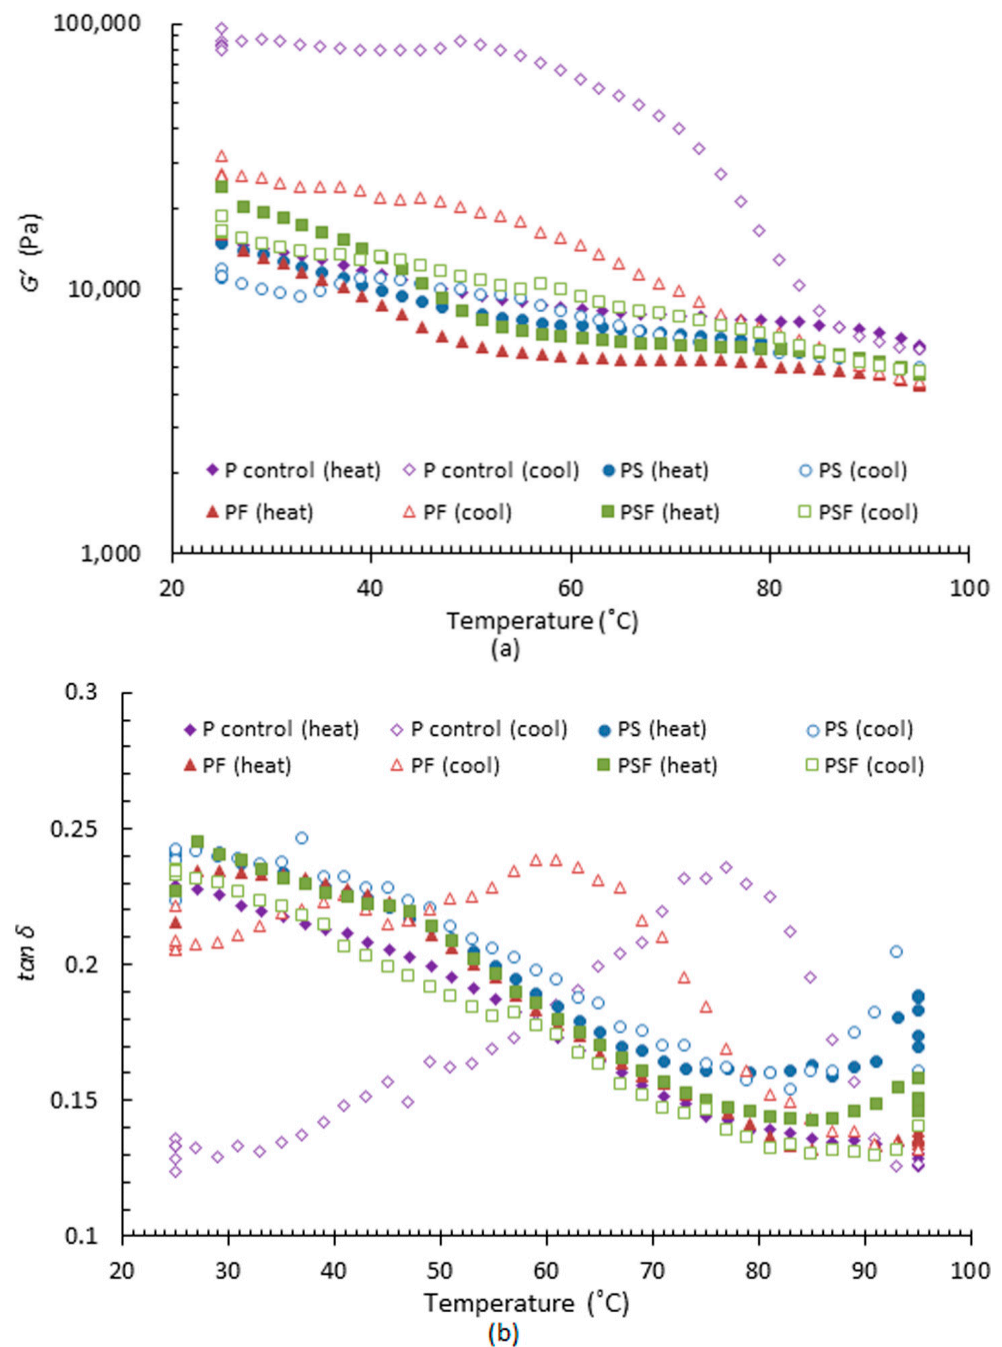 100,000
10,000
1,000
G′ (Pa)
P control (heat) P control (cool) PS (heat) PS (cool)
PF (heat) PF (cool) PSF (heat) PSF (cool)
20 40 60 80 100
Temperature (˚C)
(a)
0.3
0.25
0.2
0.15
0.1
tan δ
P control (heat) P control (cool) PS (heat) PS (cool)
PF (heat) PF (cool) PSF (heat) PSF (cool)
20 30 40 50 60 70 80 90 100
Temperature (˚C)
(b)